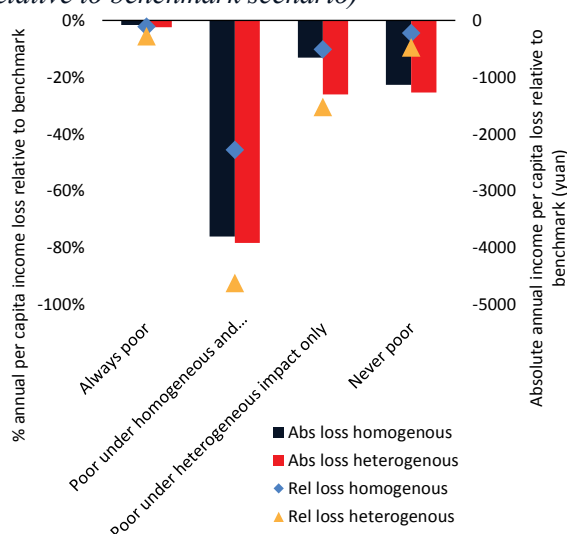 relative to benchmark scenario)
% annual per capita income loss relative to benchmark
0%
-20%
-40%
-60%
-80%
-100%
0
-1000
-2000
-3000
-4000
-5000
Absolute annual income per capita loss relative to
benchmark (yuan)
Always poor
Poor under homogeneous and...
Poor under heterogeneous impact only
Never poor
Abs loss homogenous
Abs loss heterogenous
Rel loss homogenous
Rel loss heterogenous